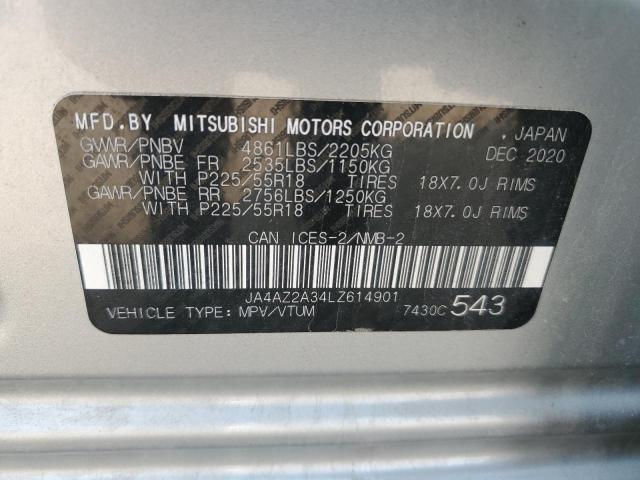 MFD.BY MITSUBISHI MOTORS CORPORATION . JAPAN
GVWR/PNBV 4861LBS/2205KG DEC 2020
GAWR/PNBE FR 2535LBS/1150KG
WITH P225/55R18 TIRES 18X7.0J RIMS
GAWR/PNBE RR 2756LBS/1250KG
WITH P225/55R18 TIRES 18X7.0J RIMS
CAN ICES-2/NMB-2
JA4AZ2A34LZ614901
VEHICLE TYPE: MPV/VTUM 7430C 543